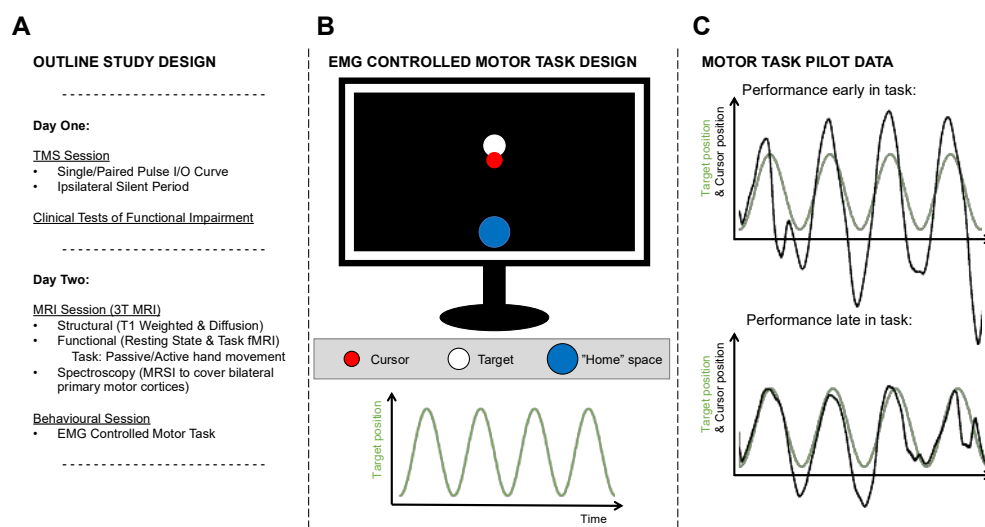 A
OUTLINE STUDY DESIGN
Day One:
TMS Session
• Single/Paired Pulse I/O Curve
• Ipsilateral Silent Period
Clinical Tests of Functional Impairment
Day Two:
MRI Session (3T MRI)
• Structural (T1 Weighted & Diffusion)
• Functional (Resting State & Task fMRI)
Task: Passive/Active hand movement
• Spectroscopy (MRSI to cover bilateral
primary motor cortices)
Behavioural Session
• EMG Controlled Motor Task
B
EMG CONTROLLED MOTOR TASK DESIGN
Cursor
Target
"Home" space
Target position
Time
C
MOTOR TASK PILOT DATA
Performance early in task:
Target position
& Cursor position
Performance late in task:
Target position
& Cursor position